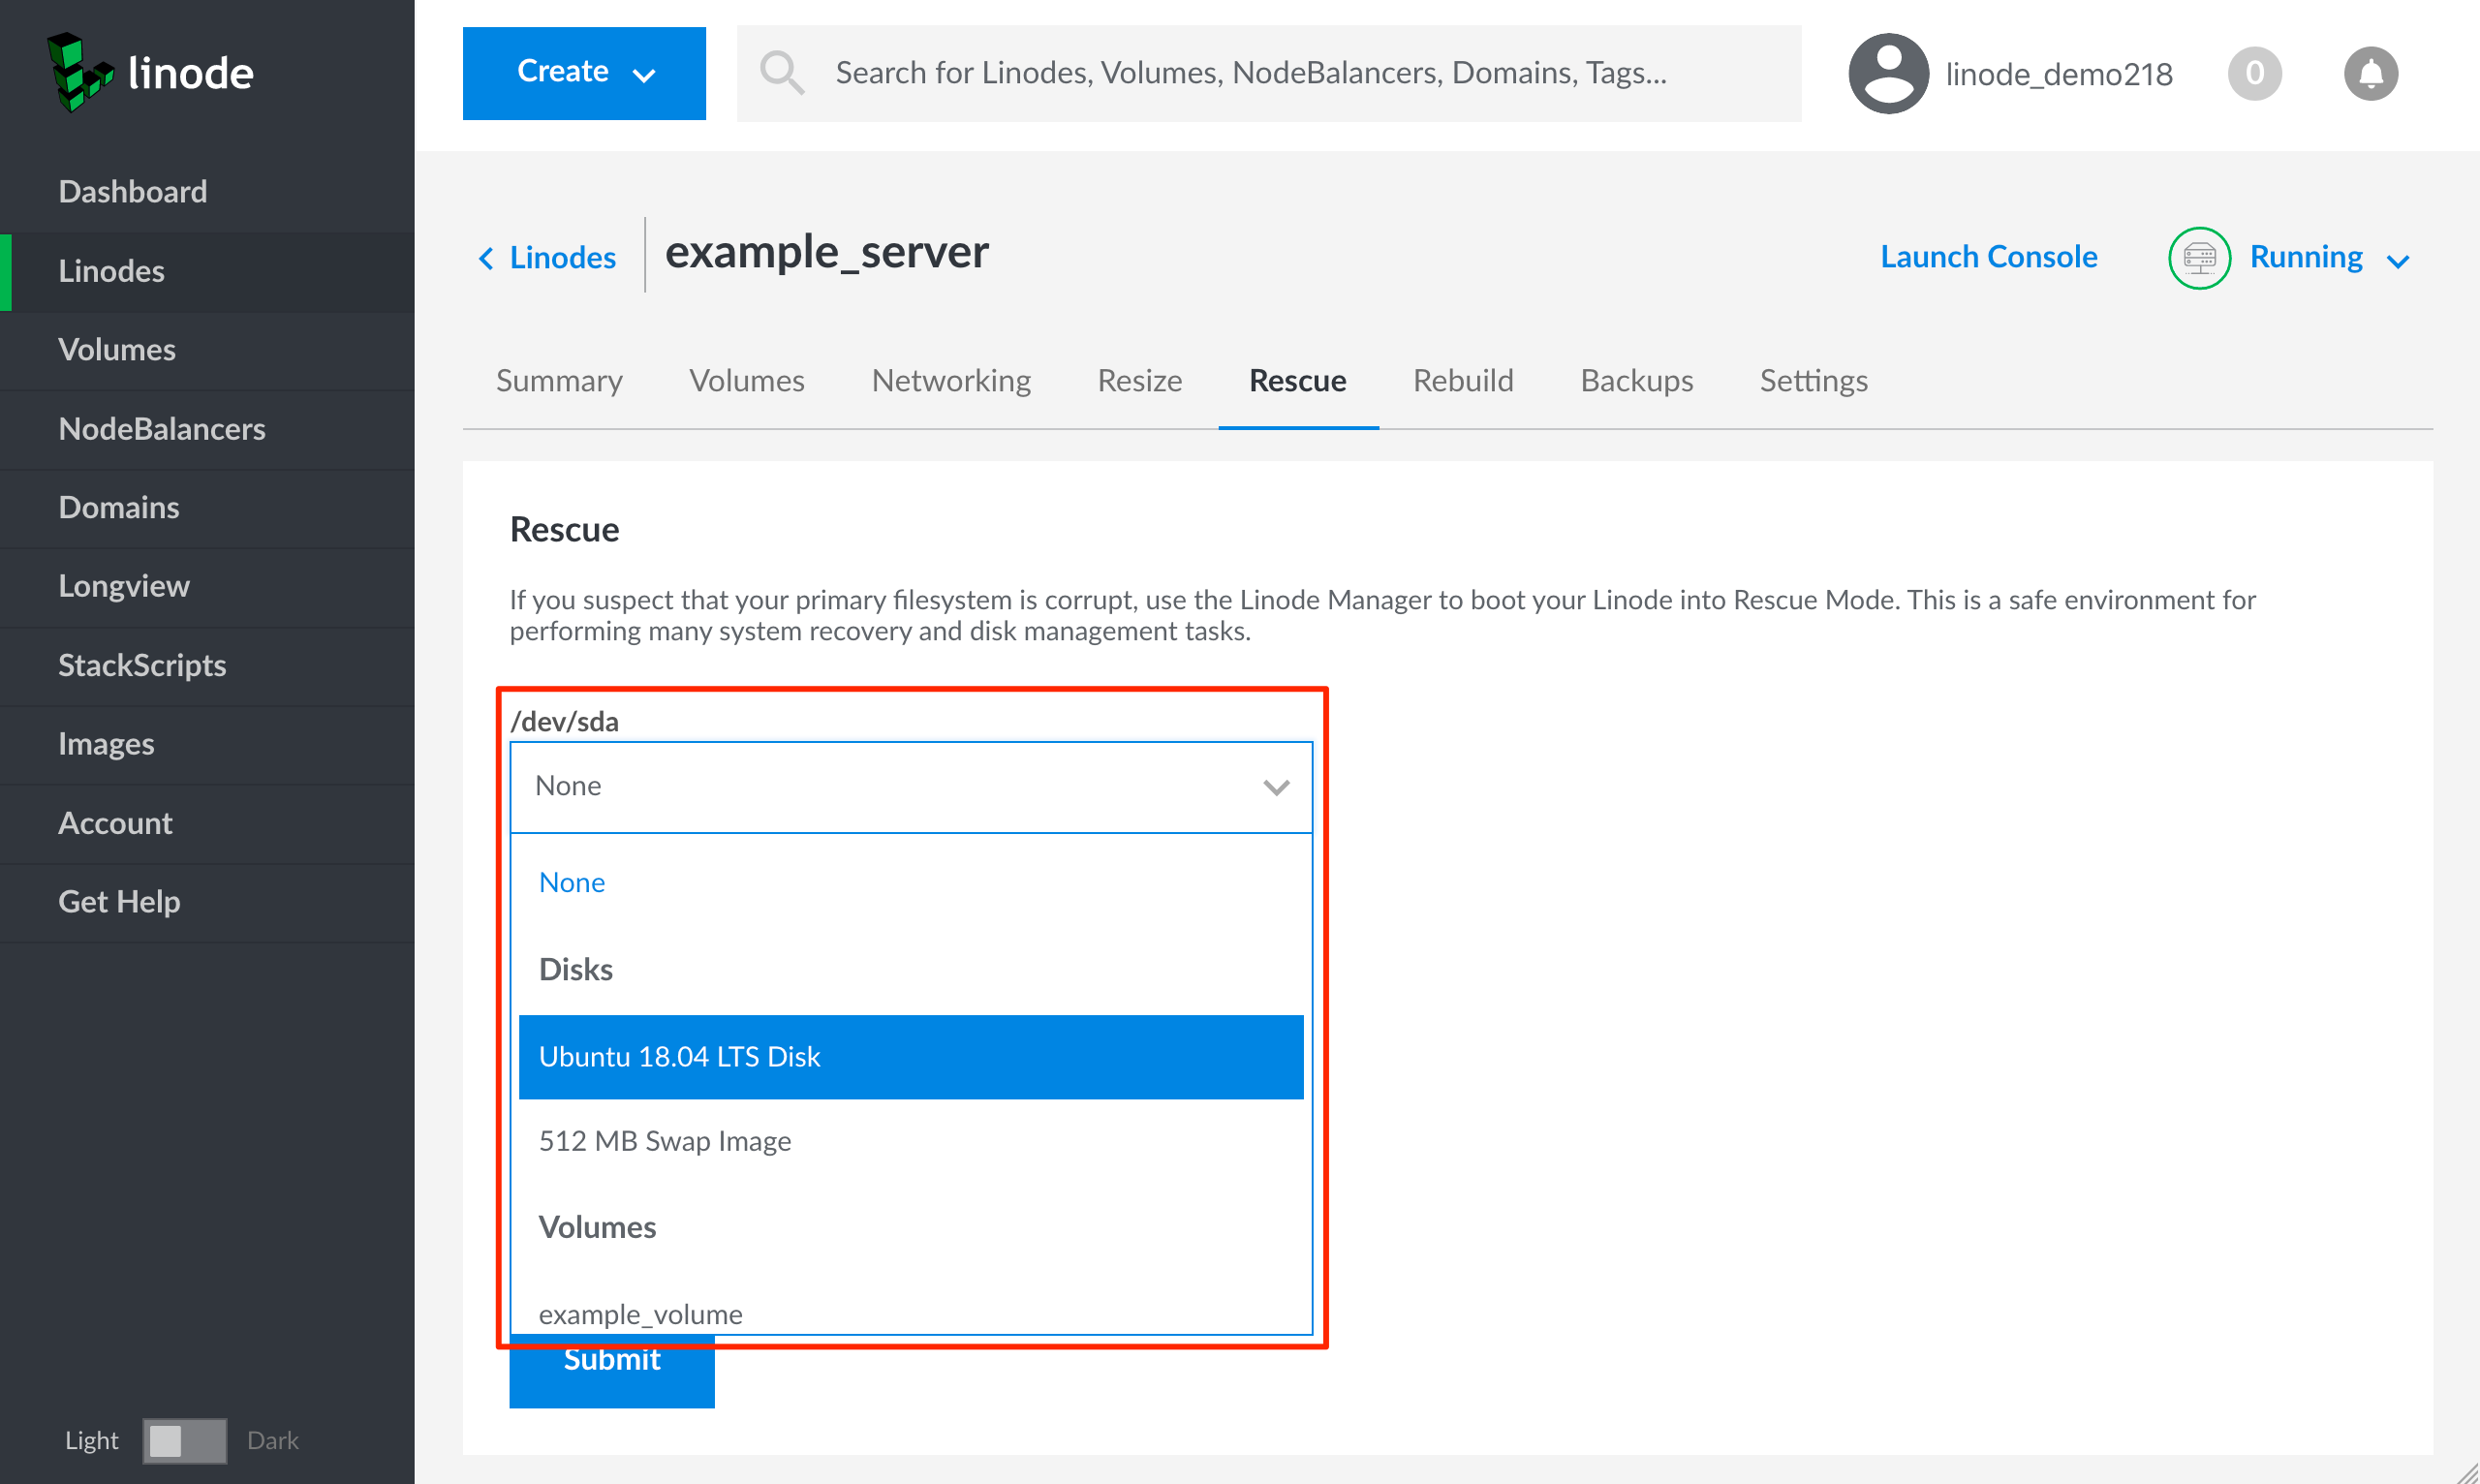 linode
Create
Search for Linodes, Volumes, NodeBalancers, Domains, Tags...
linode_demo218
0
Dashboard
Linodes
Volumes
NodeBalancers
Domains
Longview
StackScripts
Images
Account
Get Help
Light
Dark
Linodes
example_server
Launch Console
Running
Summary
Volumes
Networking
Resize
Rescue
Rebuild
Backups
Settings
Rescue
If you suspect that your primary filesystem is corrupt, use the Linode Manager to boot your Linode into Rescue Mode. This is a safe environment for
performing many system recovery and disk management tasks.
/dev/sda
None
None
Disks
Ubuntu 18.04 LTS Disk
512 MB Swap Image
Volumes
example_volume
Submit